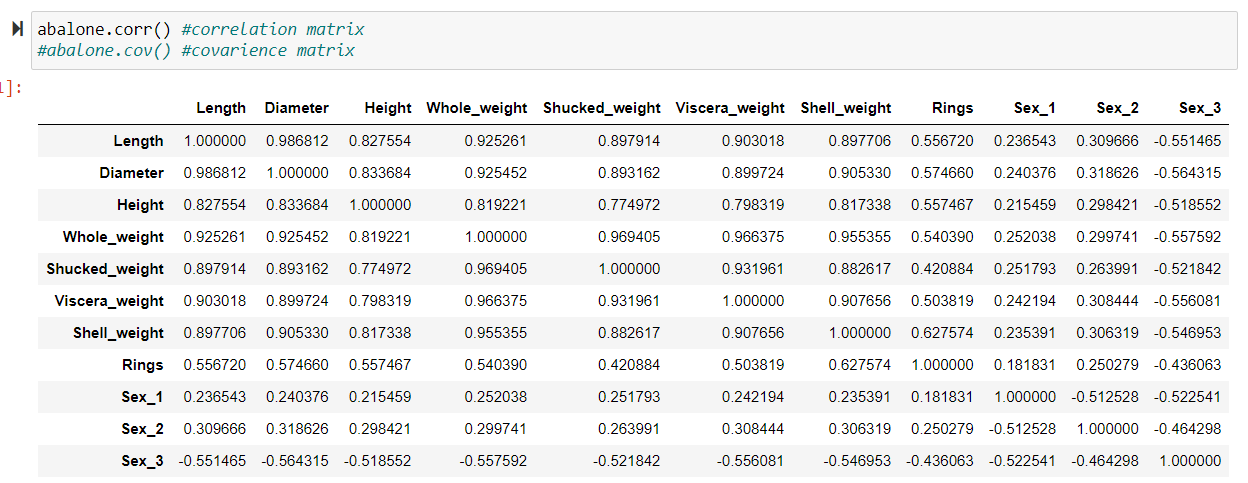 abalone.corr() #correlation matrix
#abalone.cov() #covarience matrix
1]:
Length Diameter Height Whole_weight Shucked_weight Viscera_weight Shell_weight Rings Sex_1 Sex_2 Sex_3
Length 1.000000 0.986812 0.827554 0.925261 0.897914 0.903018 0.897706 0.556720 0.236543 0.309666 -0.551465
Diameter 0.986812 1.000000 0.833684 0.925452 0.893162 0.899724 0.905330 0.574660 0.240376 0.318626 -0.564315
Height 0.827554 0.833684 1.000000 0.819221 0.774972 0.798319 0.817338 0.557467 0.215459 0.298421 -0.518552
Whole_weight 0.925261 0.925452 0.819221 1.000000 0.969405 0.966375 0.955355 0.540390 0.252038 0.299741 -0.557592
Shucked_weight 0.897914 0.893162 0.774972 0.969405 1.000000 0.931961 0.882617 0.420884 0.251793 0.263991 -0.521842
Viscera_weight 0.903018 0.899724 0.798319 0.966375 0.931961 1.000000 0.907656 0.503819 0.242194 0.308444 -0.556081
Shell_weight 0.897706 0.905330 0.817338 0.955355 0.882617 0.907656 1.000000 0.627574 0.235391 0.306319 -0.546953
Rings 0.556720 0.574660 0.557467 0.540390 0.420884 0.503819 0.627574 1.000000 0.181831 0.250279 -0.436063
Sex_1 0.236543 0.240376 0.215459 0.252038 0.251793 0.242194 0.235391 0.181831 1.000000 -0.512528 -0.522541
Sex_2 0.309666 0.318626 0.298421 0.299741 0.263991 0.308444 0.306319 0.250279 -0.512528 1.000000 -0.464298
Sex_3 -0.551465 -0.564315 -0.518552 -0.557592 -0.521842 -0.556081 -0.546953 -0.436063 -0.522541 -0.464298 1.000000